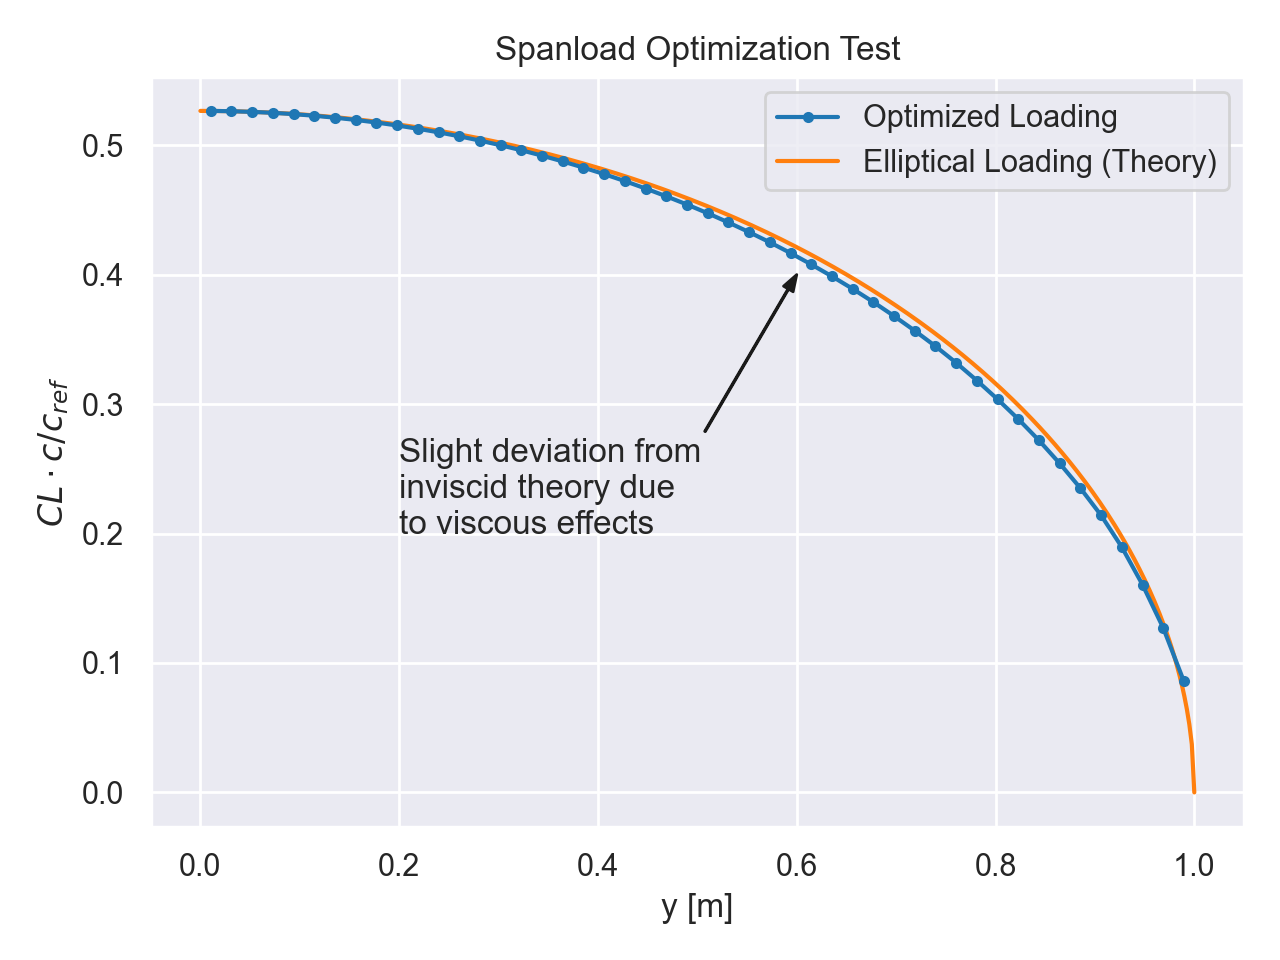 Spanload Optimization Test
Optimized Loading
Elliptical Loading (Theory)
CL · c/c_ref
0.5
0.4
0.3
0.2
0.1
0.0
Slight deviation from
inviscid theory due
to viscous effects
0.0 0.2 0.4 0.6 0.8 1.0
y [m]